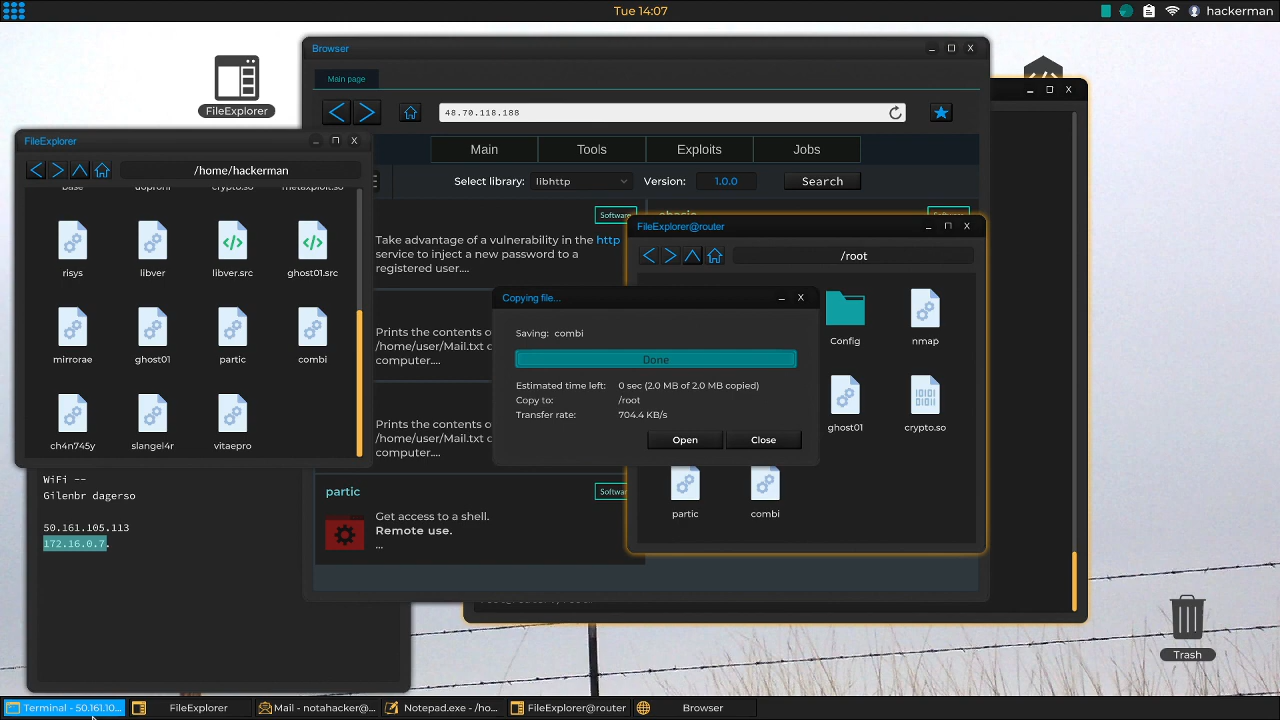 Tue 14:07
hackerman
FileExplorer
Browser
Main page
48.70.118.188
Main
Tools
Exploits
Jobs
Select library:
libhttp
Version:
1.0.0
Search
Software
Take advantage of a vulnerability in the http
service to inject a new password to a
registered user....
Prints the contents o
/home/user/Mail.txt o
computer....
Prints the contents o
/home/user/Mail.txt o
computer....
partic
Software
Get access to a shell.
Remote use.
...
FileExplorer
/home/hackerman
base
crypto.so
metaxploit.so
risys
libver
libver.src
ghost01.src
mirrorae
ghost01
partic
combi
ch4n745y
slangel4r
vitaepro
WiFi --
Gilenbr dagerso
50.161.105.113
172.16.0.7.
FileExplorer@router
/root
Config
nmap
ghost01
crypto.so
partic
combi
Copying file...
Saving: combi
Done
Estimated time left: 0 sec (2.0 MB of 2.0 MB copied)
Copy to: /root
Transfer rate: 704.4 KB/s
Open
Close
Trash
Terminal - 50.161.10...
FileExplorer
Mail - notahacker@...
Notepad.exe - /ho...
FileExplorer@router
Browser